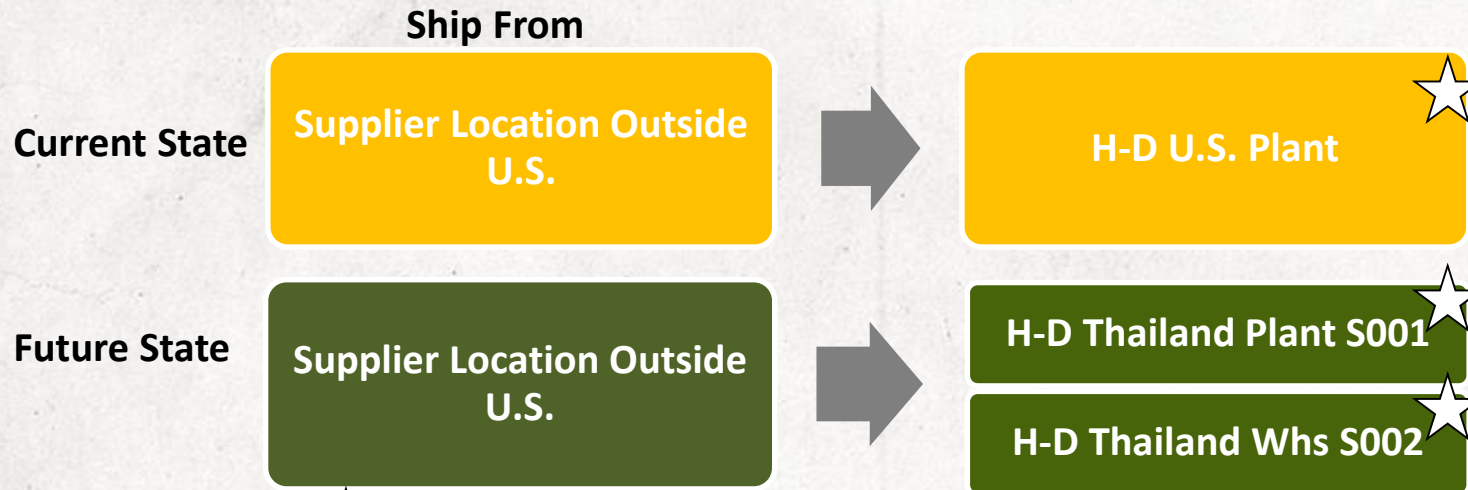 Ship From
Current State
Supplier Location Outside
U.S.
H-D U.S. Plant
Future State
Supplier Location Outside
U.S.
H-D Thailand Plant S001
H-D Thailand Whs S002